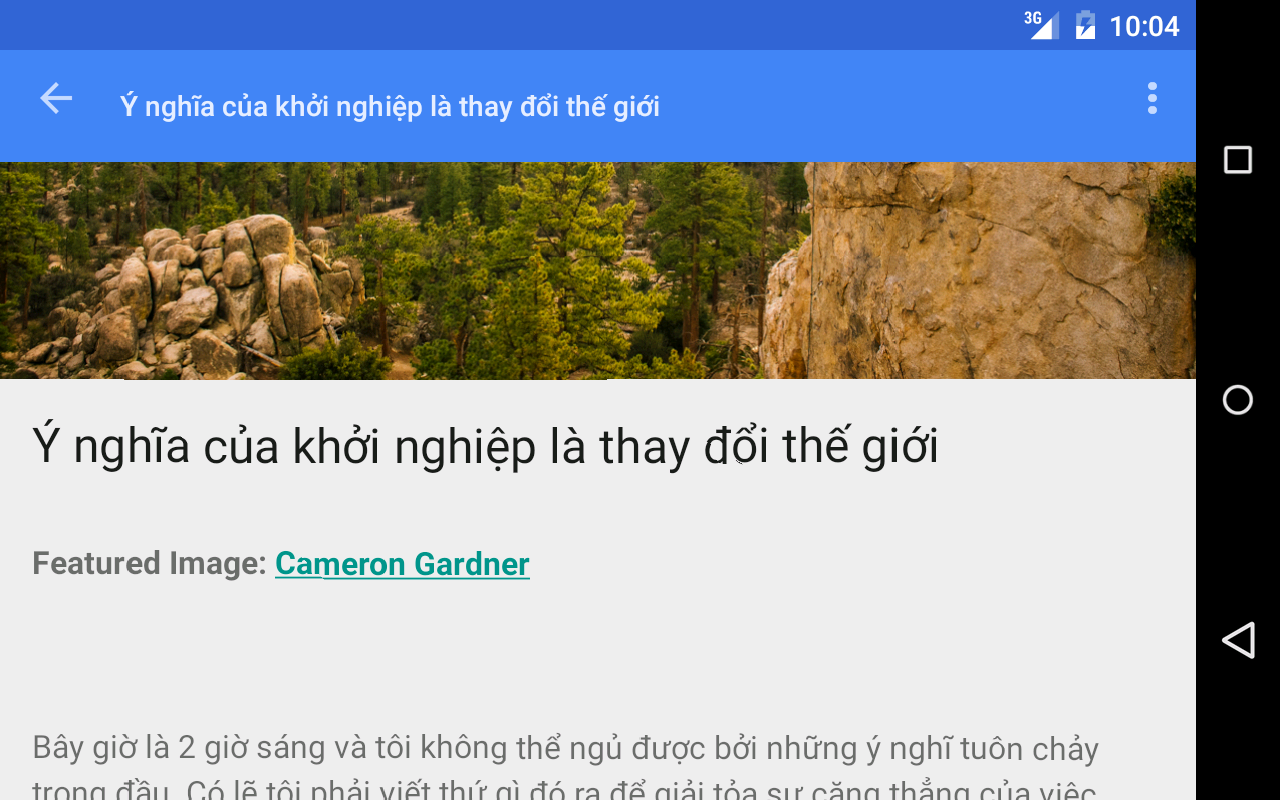 3G 10:04
Ý nghĩa của khởi nghiệp là thay đổi thế giới
Ý nghĩa của khởi nghiệp là thay đổi thế giới
Featured Image: Cameron Gardner
Bây giờ là 2 giờ sáng và tôi không thể ngủ được bởi những ý nghĩ tuôn chảy
trong đầu. Có lẽ tôi phải viết thứ gì đó ra để giải tỏa sự căng thẳng của việc